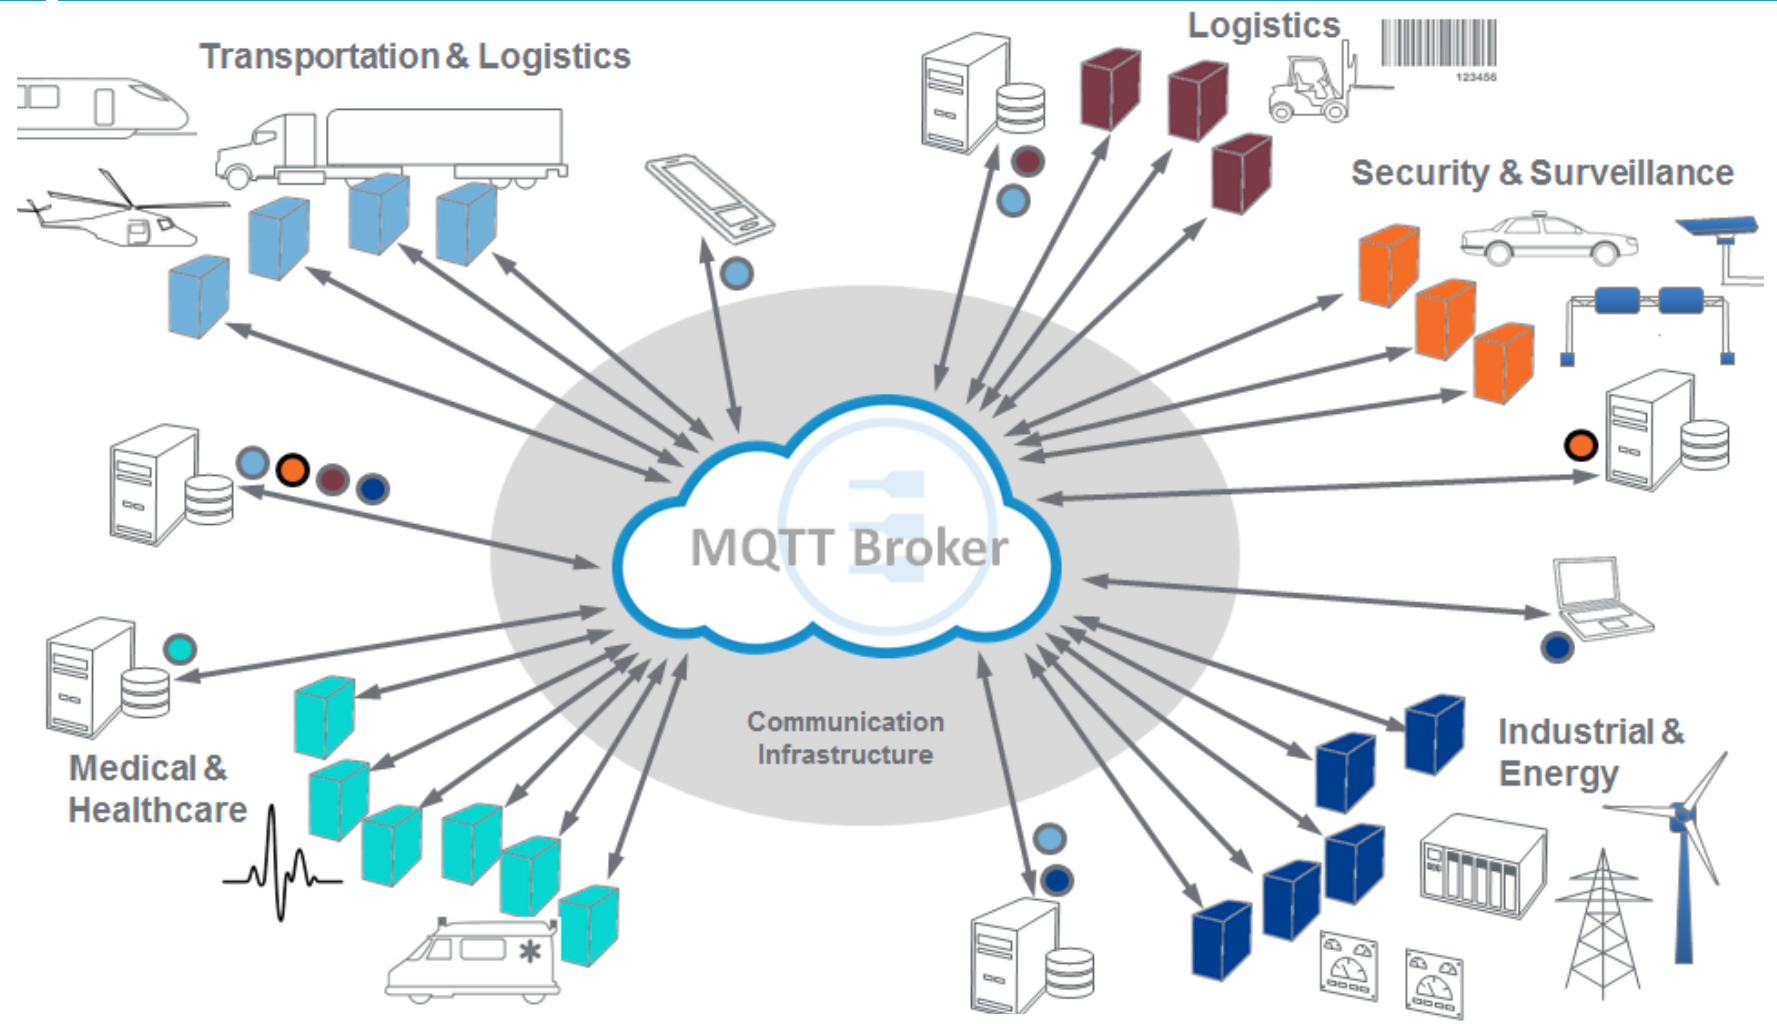 Logistics
Transportation & Logistics
123456
Security & Surveillance
MQTT Broker
Communication
Infrastructure
Medical &
Healthcare
Industrial &
Energy